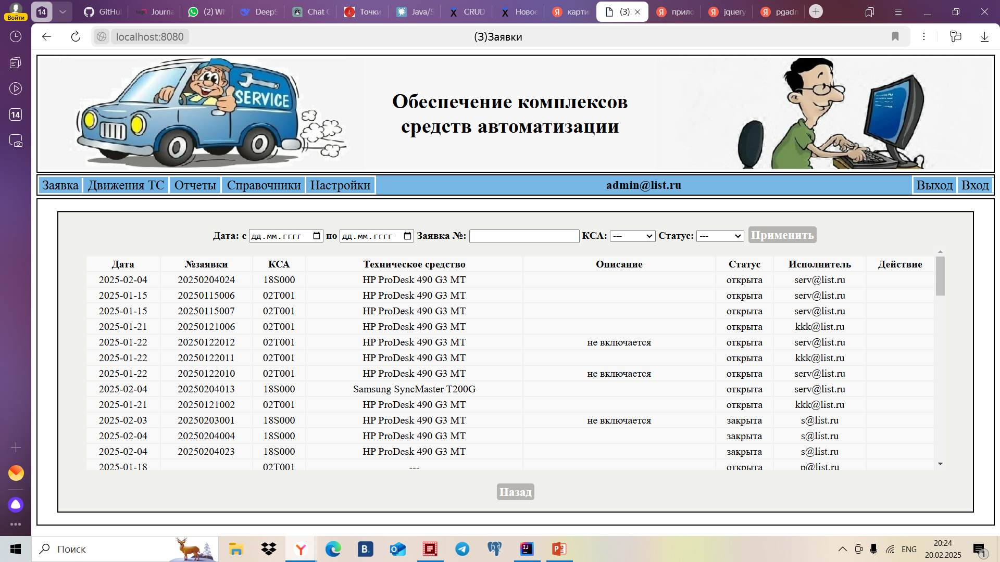 Войти
14
GitHu
Journa
(2) W
DeepS
Chat G
Точки
Java/S
CRUD
Новое
карти
(3)
прило
jquery
pgadn
localhost:8080
(3)Заявки
14
SERVICE
Обеспечение комплексов
средств автоматизации
Заявка Движения ТС Отчеты Справочники Настройки admin@list.ru Выход Вход
Дата: с дд.мм.гггг по дд.мм.гггг Заявка №: КСА: --- Статус: --- Применить
Дата №заявки КСА Техническое средство Описание Статус Исполнитель Действие
2025-02-04 20250204024 18S000 HP ProDesk 490 G3 MT открыта serv@list.ru
2025-01-15 20250115006 02T001 HP ProDesk 490 G3 MT открыта serv@list.ru
2025-01-15 20250115007 02T001 HP ProDesk 490 G3 MT открыта serv@list.ru
2025-01-21 20250121006 02T001 HP ProDesk 490 G3 MT открыта kkk@list.ru
2025-01-22 20250122012 02T001 HP ProDesk 490 G3 MT не включается открыта serv@list.ru
2025-01-22 20250122011 02T001 HP ProDesk 490 G3 MT открыта kkk@list.ru
2025-01-22 20250122010 02T001 HP ProDesk 490 G3 MT не включается открыта serv@list.ru
2025-02-04 20250204013 18S000 Samsung SyncMaster T200G открыта serv@list.ru
2025-01-21 20250121002 02T001 HP ProDesk 490 G3 MT открыта kkk@list.ru
2025-02-03 20250203001 18S000 HP ProDesk 490 G3 MT не включается закрыта s@list.ru
2025-02-04 20250204004 18S000 HP ProDesk 490 G3 MT закрыта s@list.ru
2025-02-04 20250204023 18S000 HP ProDesk 490 G3 MT закрыта s@list.ru
2025-01-18 02T001 --- открыта p@list.ru
Назад
Поиск
ENG
20:24
20.02.2025
1